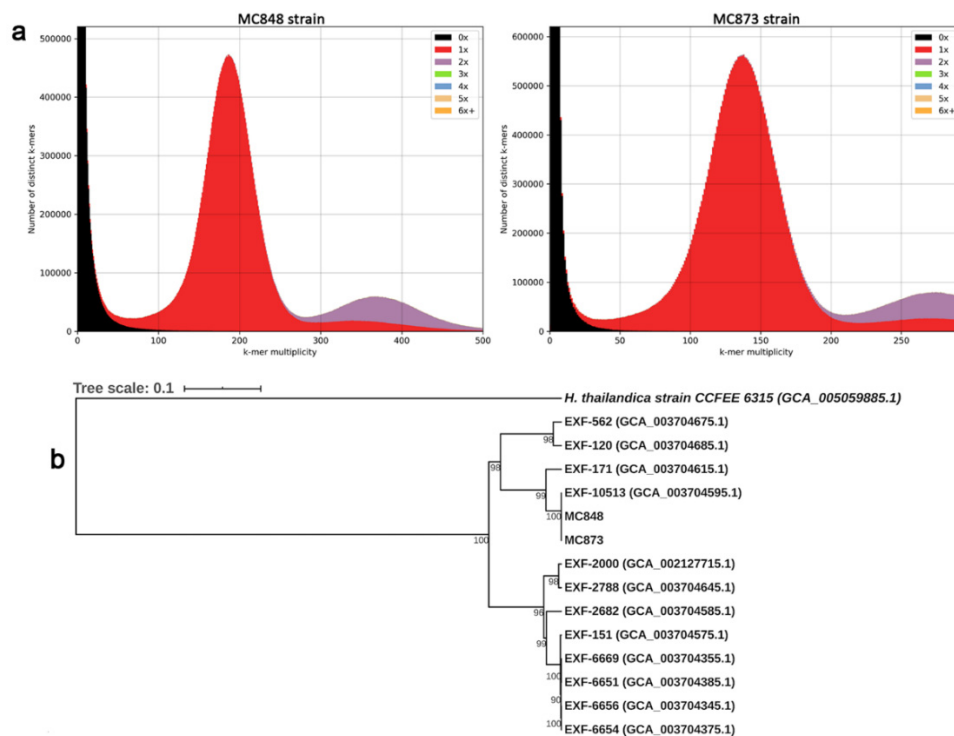 MC848 strain
MC873 strain
a
500000
400000
300000
200000
100000
0
Number of distinct k-mers
0
100
200
300
400
500
k-mer multiplicity
0x
1x
2x
3x
4x
5x
6x+
600000
500000
400000
300000
200000
100000
0
Number of distinct k-mers
0
50
100
150
200
250
k-mer multiplicity
0x
1x
2x
3x
4x
5x
6x+
Tree scale: 0.1
b
H. thailandica strain CCFEE 6315 (GCA_005059885.1)
EXF-562 (GCA_003704675.1)
98
EXF-120 (GCA_003704685.1)
98
EXF-171 (GCA_003704615.1)
99
EXF-10513 (GCA_003704595.1)
100
MC848
MC873
100
EXF-2000 (GCA_002127715.1)
98
EXF-2788 (GCA_003704645.1)
96
EXF-2682 (GCA_003704585.1)
99
EXF-151 (GCA_003704575.1)
EXF-6669 (GCA_003704355.1)
100
EXF-6651 (GCA_003704385.1)
90
EXF-6656 (GCA_003704345.1)
100
EXF-6654 (GCA_003704375.1)